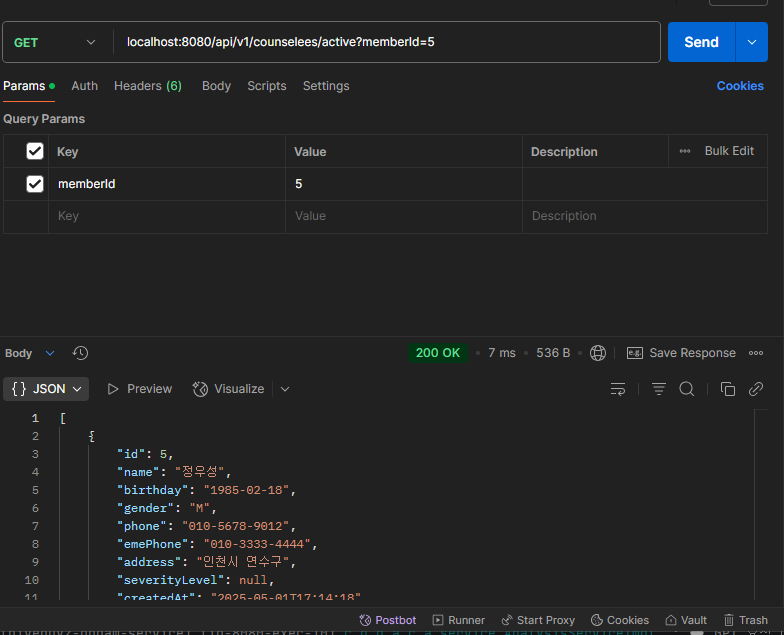 GET localhost:8080/api/v1/counselees/active?memberId=5 Send
Params Auth Headers (6) Body Scripts Settings Cookies
Query Params
Key Value Description Bulk Edit
memberId 5
Key Value Description
Body 200 OK 7 ms 536 B e.g. Save Response
{} JSON Preview Visualize
1 [
2 {
3 "id": 5,
4 "name": "정우성",
5 "birthday": "1985-02-18",
6 "gender": "M",
7 "phone": "010-5678-9012",
8 "emePhone": "010-3333-4444",
9 "address": "인천시 연수구",
10 "severityLevel": null,
11 "createdAt": "2025-05-01T17:14:18"
Postbot Runner Start Proxy Cookies Vault Trash